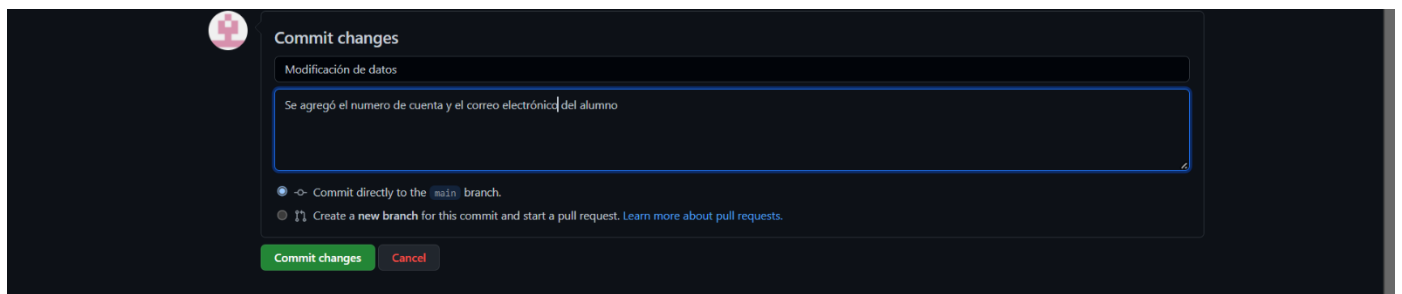 Commit changes
Modificación de datos
Se agregó el numero de cuenta y el correo electrónico del alumno
Commit directly to the main branch.
Create a new branch for this commit and start a pull request. Learn more about pull requests.
Commit changes Cancel